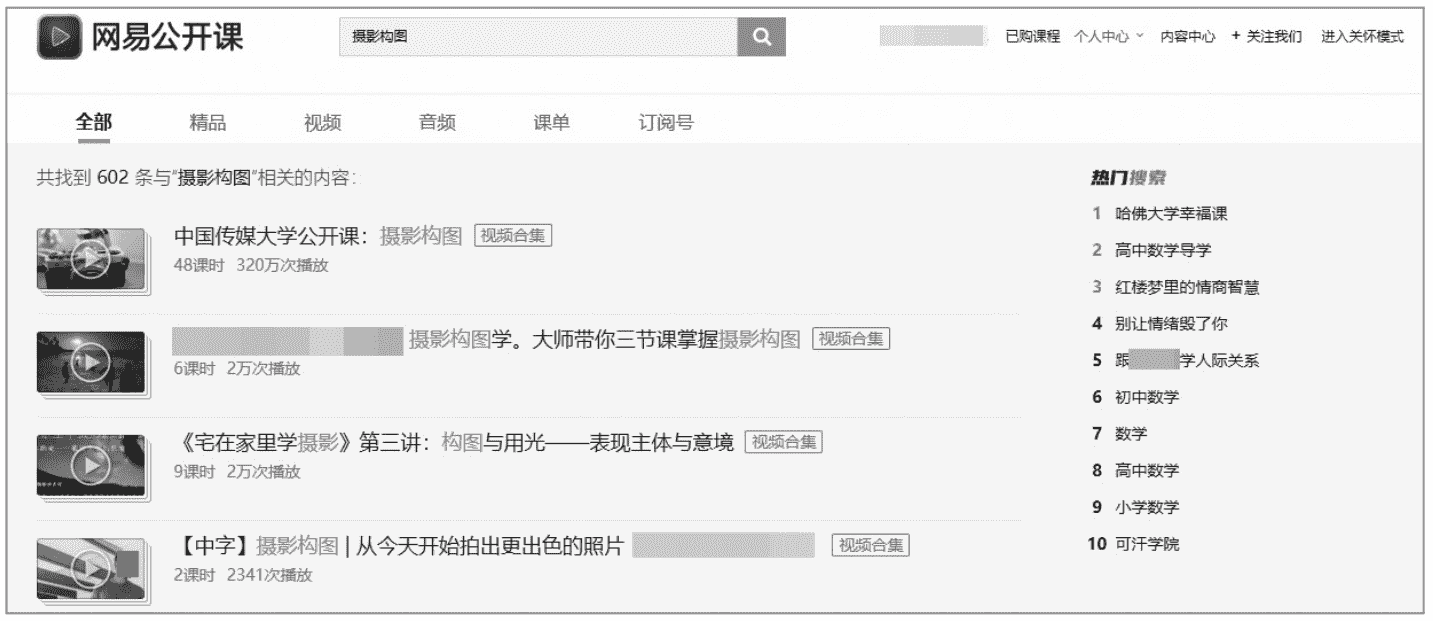 网易公开课
摄影构图
已购课程 个人中心 内容中心 + 关注我们 进入关怀模式
全部 精品 视频 音频 课单 订阅号
共找到 602 条与“摄影构图”相关的内容:
中国传媒大学公开课：摄影构图 视频合集
48课时 320万次播放
摄影构图学。大师带你三节课掌握摄影构图 视频合集
6课时 2万次播放
《宅在家里学摄影》第三讲：构图与用光——表现主体与意境 视频合集
9课时 2万次播放
【中字】摄影构图 | 从今天开始拍出更出色的照片 视频合集
2课时 2341次播放
热门搜索
1 哈佛大学幸福课
2 高中数学导学
3 红楼梦里的情商智慧
4 别让情绪毁了你
5 跟 学人际关系
6 初中数学
7 数学
8 高中数学
9 小学数学
10 可汗学院